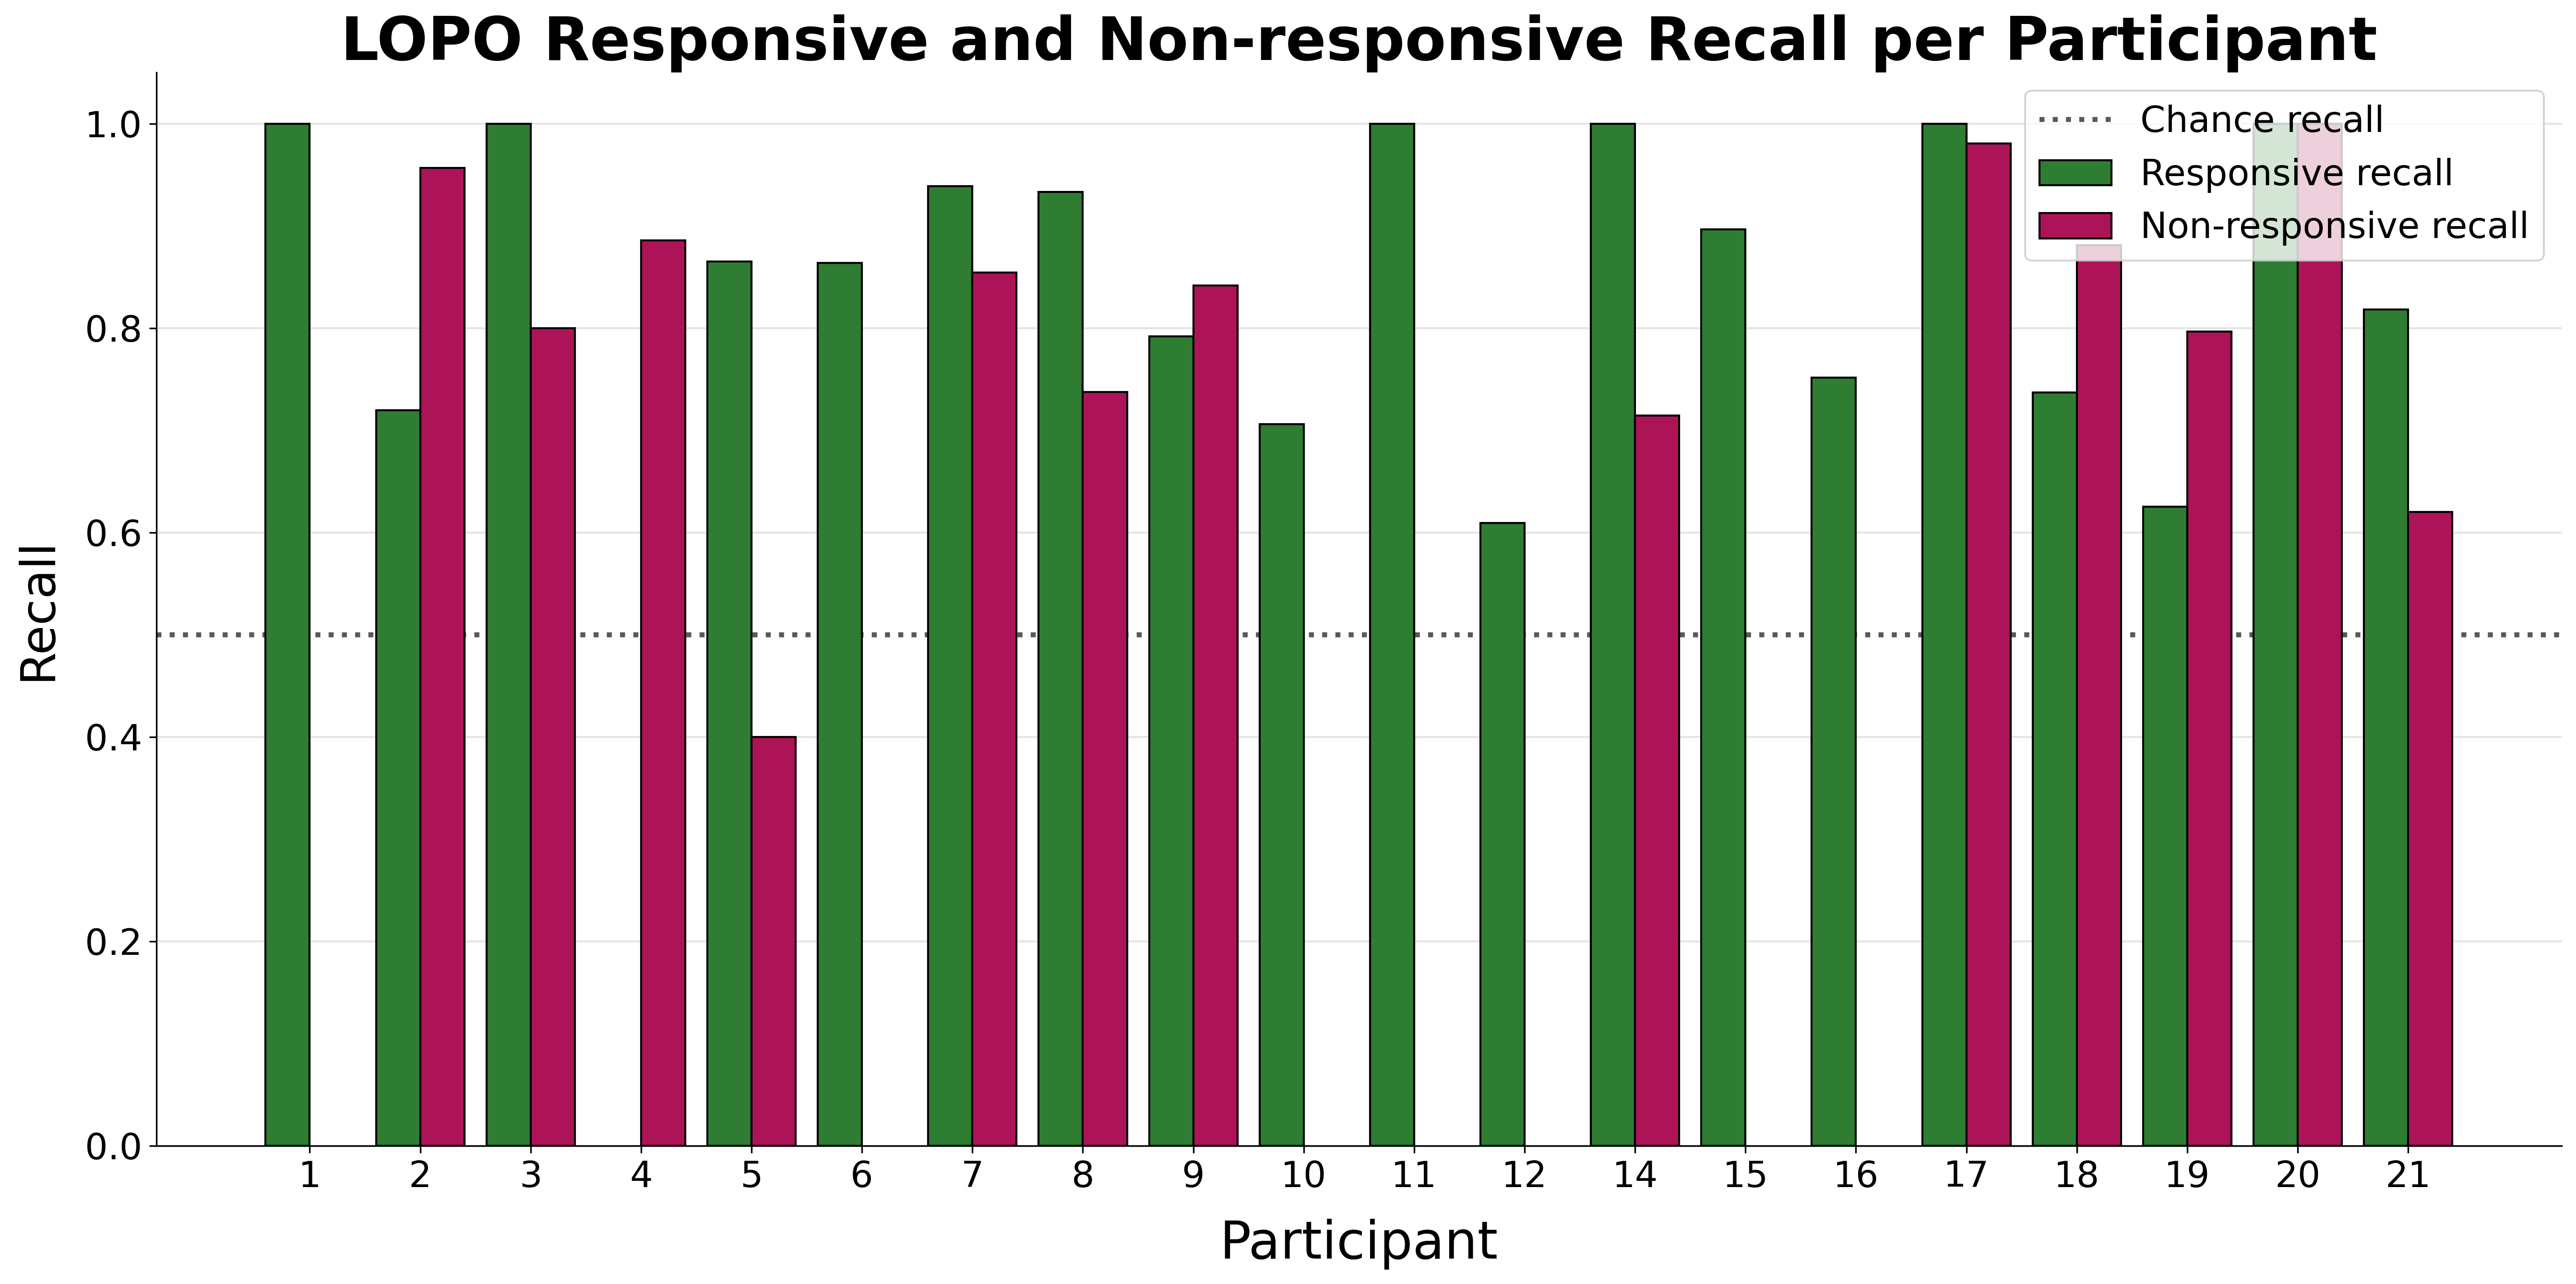 LOPO Responsive and Non-responsive Recall per Participant
Chance recall
Responsive recall
Non-responsive recall
1.0
0.8
0.6
0.4
0.2
0.0
Recall
1 2 3 4 5 6 7 8 9 10 11 12 14 15 16 17 18 19 20 21
Participant